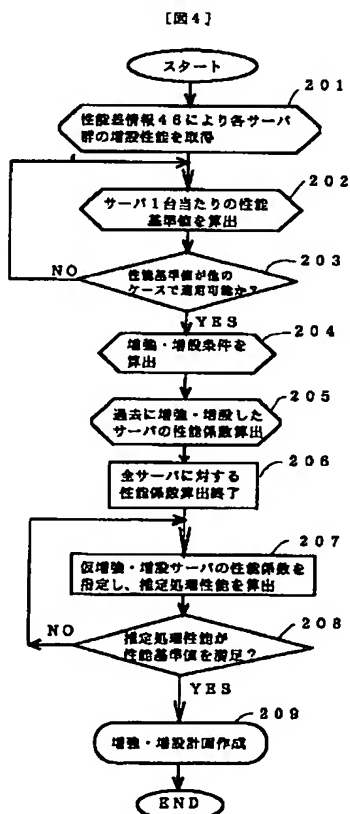 [図4]
スタート
201
性能差情報46により各サーバ
群の増設性能を取得
202
サーバ1台当たりの性能
基準値を算出
203
性能基準値が他の
ケースで適用可能か?
NO
YES
204
増強・増設条件を
算出
205
過去に増強・増設した
サーバの性能係数算出
206
全サーバに対する
性能係数算出終了
207
仮増強・増設サーバの性能係数を
指定し、推定処理性能を算出
208
推定処理性能が
性能基準値を満足?
NO
YES
209
増強・増設計画作成
END